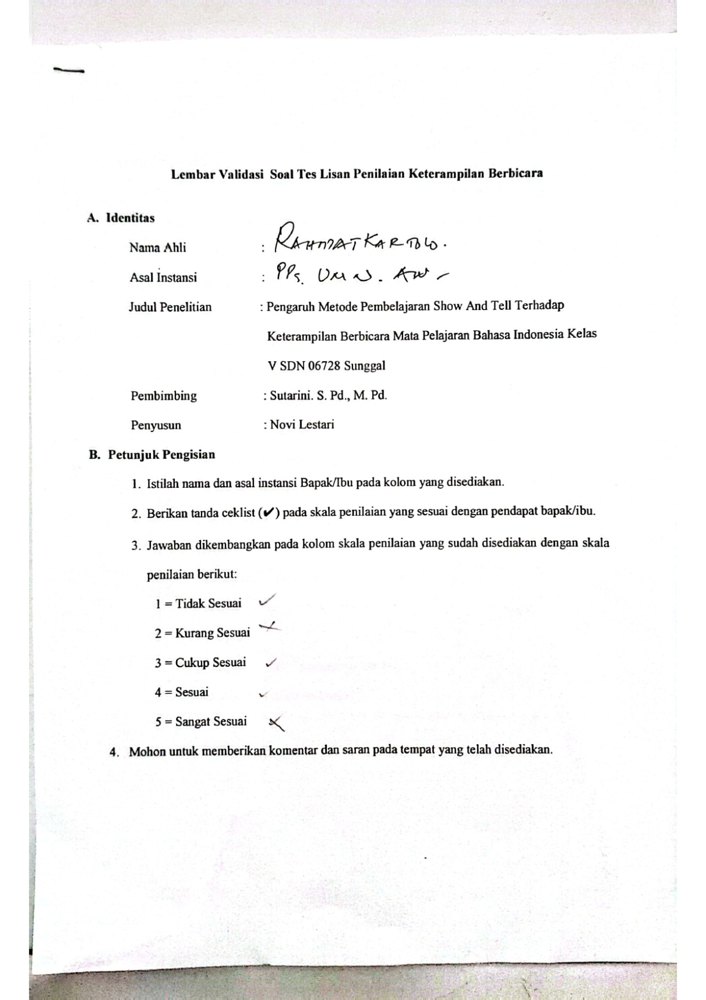 Lembar Validasi Soal Tes Lisan Penilaian Keterampilan Berbicara
A. Identitas
Nama Ahli : RAHMAT KARTOLO.
Asal Instansi : PPs. UMN. AW
Judul Penelitian : Pengaruh Metode Pembelajaran Show And Tell Terhadap
Keterampilan Berbicara Mata Pelajaran Bahasa Indonesia Kelas
V SDN 06728 Sunggal
Pembimbing : Sutarini. S. Pd., M. Pd.
Penyusun : Novi Lestari
B. Petunjuk Pengisian
1. Istilah nama dan asal instansi Bapak/Ibu pada kolom yang disediakan.
2. Berikan tanda ceklist (✔) pada skala penilaian yang sesuai dengan pendapat bapak/ibu.
3. Jawaban dikembangkan pada kolom skala penilaian yang sudah disediakan dengan skala
penilaian berikut:
1 = Tidak Sesuai ✓
2 = Kurang Sesuai
3 = Cukup Sesuai ✓
4 = Sesuai ✓
5 = Sangat Sesuai
4. Mohon untuk memberikan komentar dan saran pada tempat yang telah disediakan.